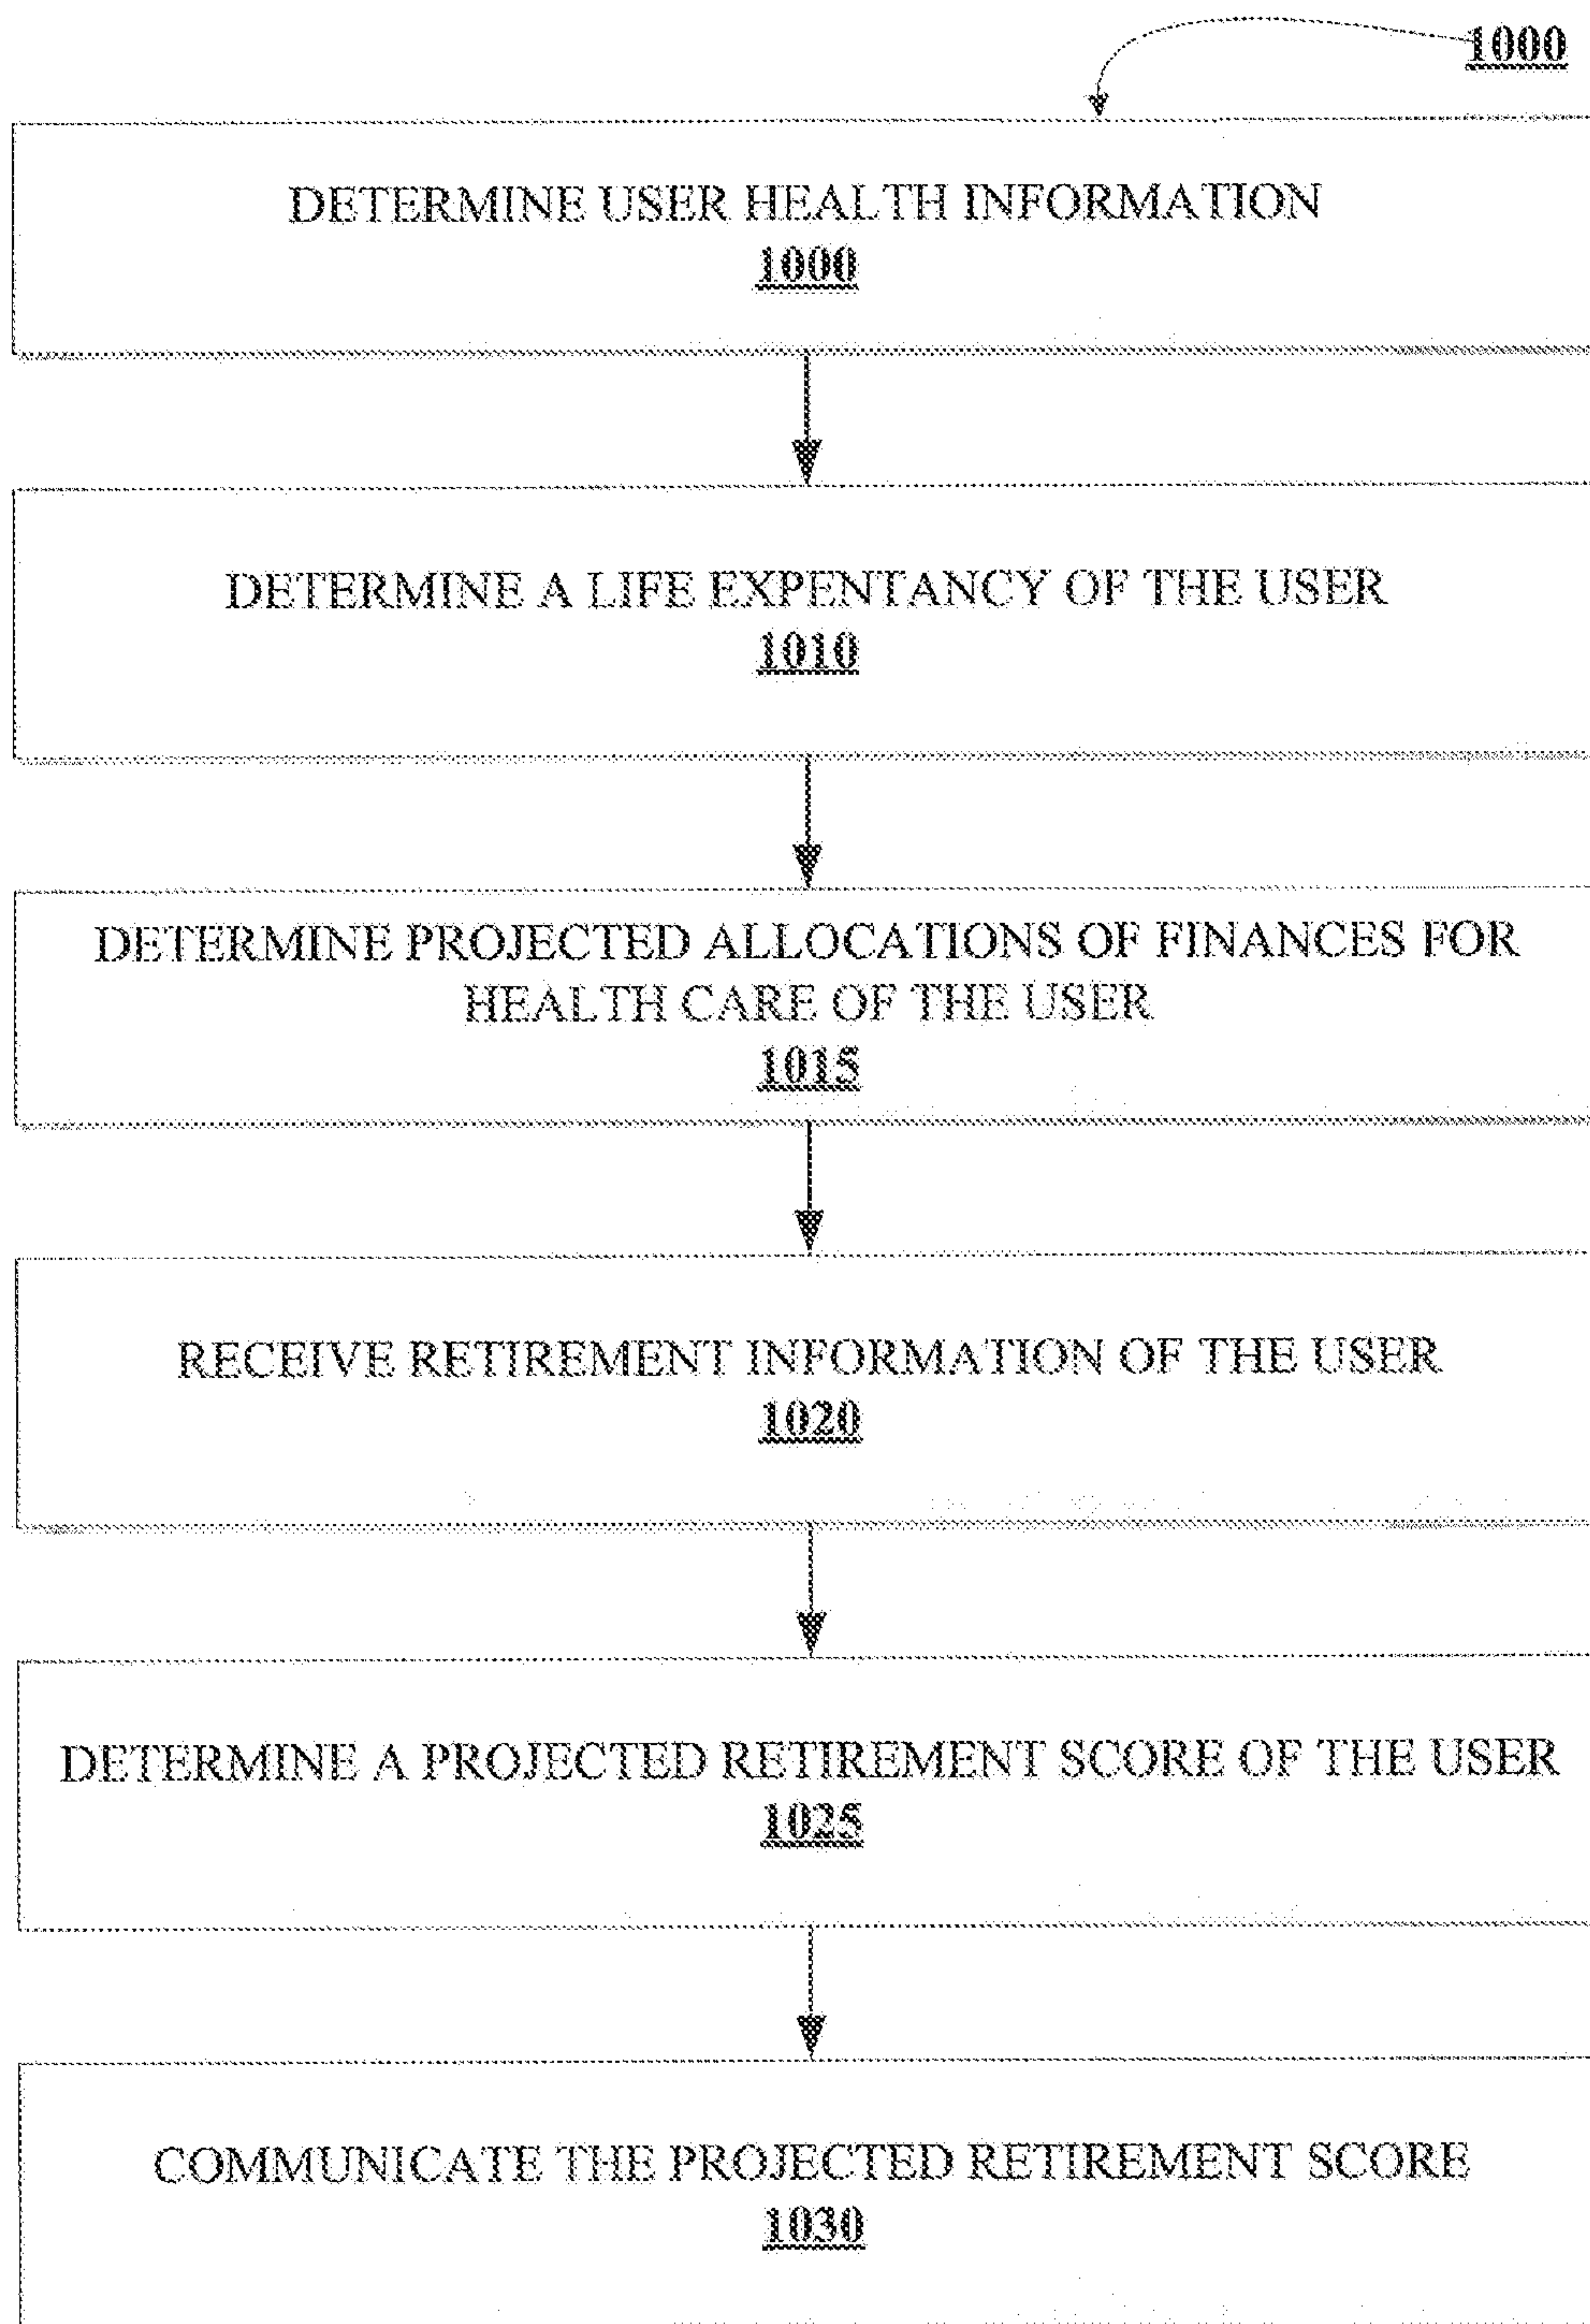 1000
DETERMINE USER HEALTH INFORMATION
1000
DETERMINE A LIFE EXPENTANCY OF THE USER
1010
DETERMINE PROJECTED ALLOCATIONS OF FINANCES FOR
HEALTH CARE OF THE USER
1015
RECEIVE RETIREMENT INFORMATION OF THE USER
1020
DETERMINE A PROJECTED RETIREMENT SCORE OF THE USER
1025
COMMUNICATE THE PROJECTED RETIREMENT SCORE
1030